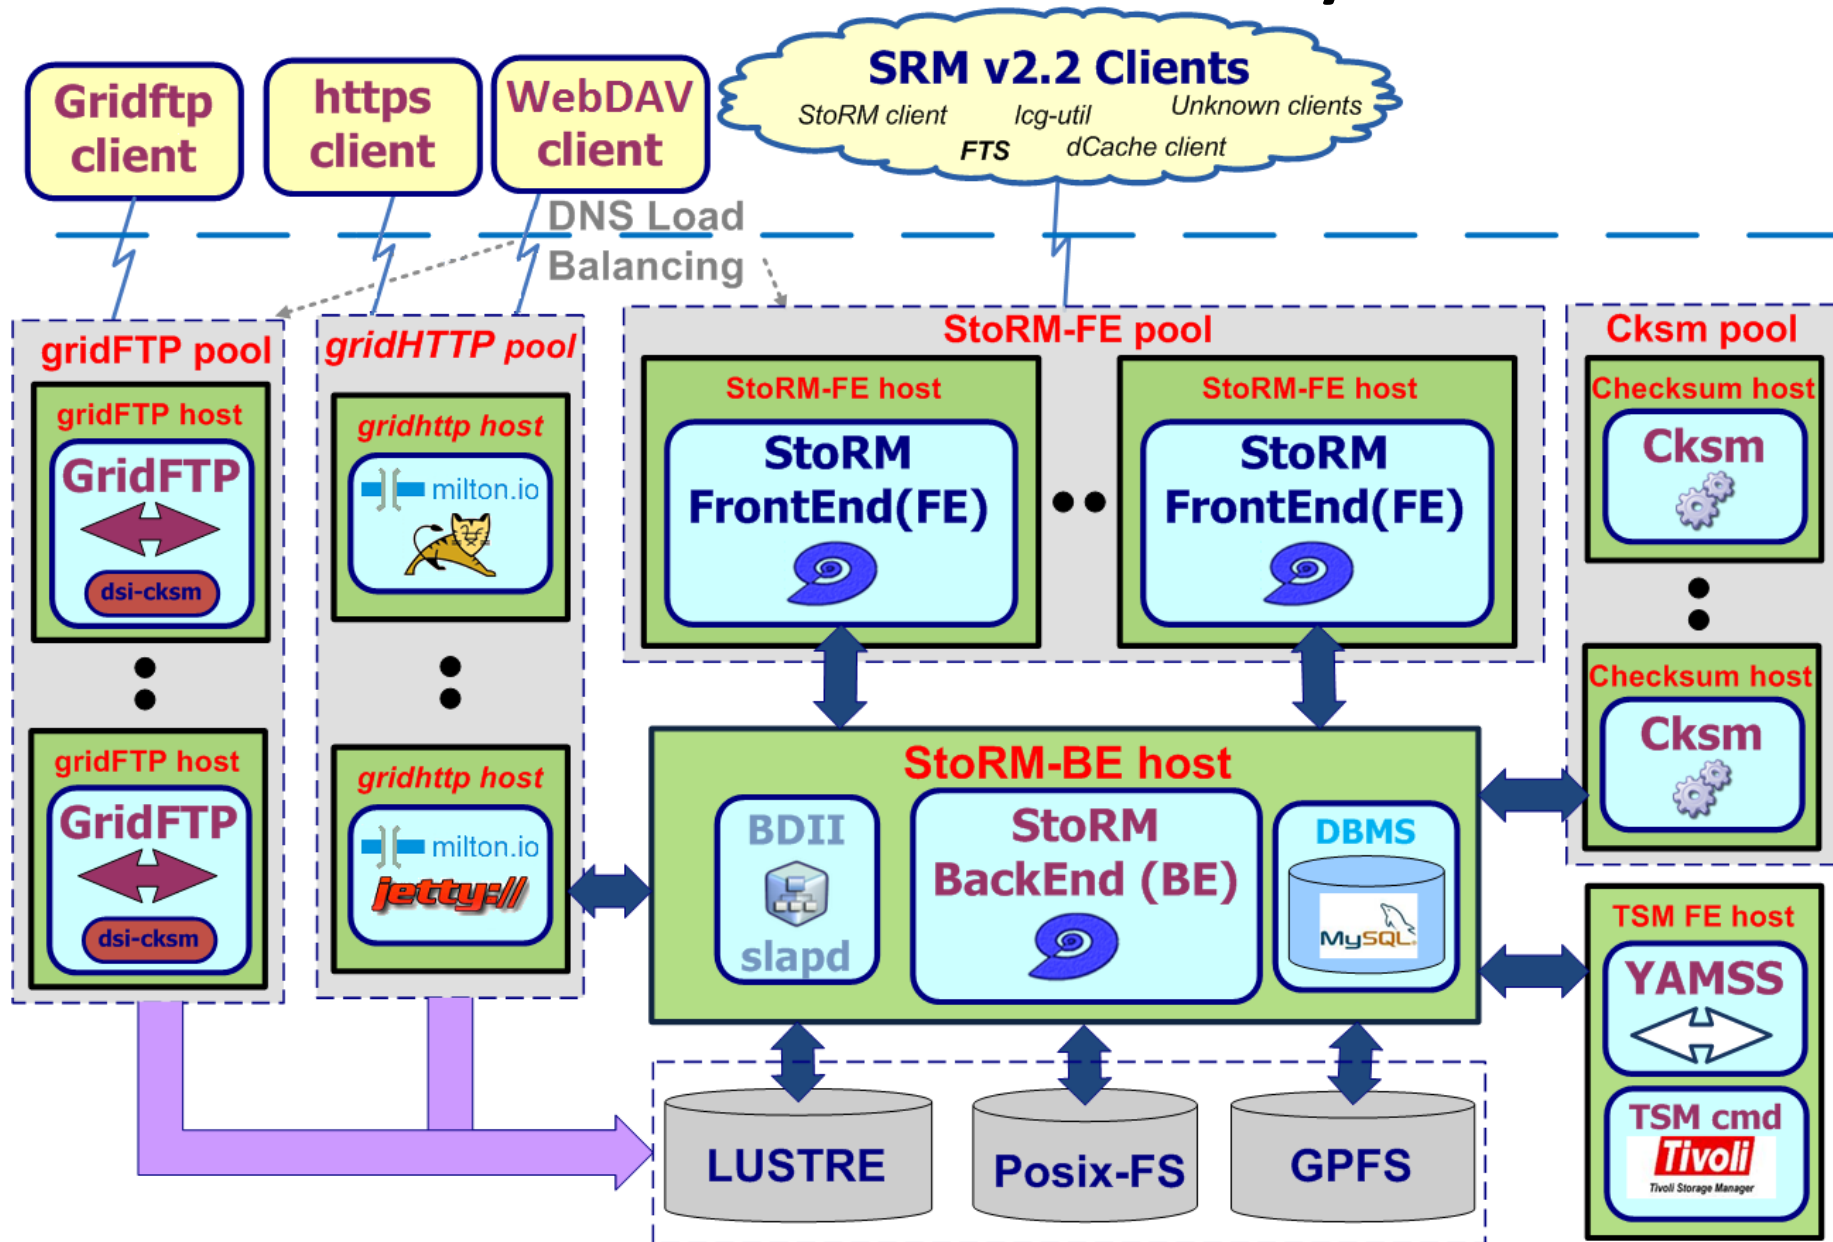 SRM v2.2 Clients
StoRM client
lcg-util
Unknown clients
FTS
dCache client
Gridftp
client
https
client
WebDAV
client
DNS Load
Balancing
gridFTP pool
gridFTP host
GridFTP
dsi-cksm
gridFTP host
GridFTP
dsi-cksm
gridHTTP pool
gridhttp host
milton.io
gridhttp host
milton.io
jetty://
StoRM-FE pool
StoRM-FE host
StoRM
FrontEnd(FE)
StoRM-FE host
StoRM
FrontEnd(FE)
Cksm pool
Checksum host
Cksm
Checksum host
Cksm
StoRM-BE host
BDII
slapd
StoRM
BackEnd (BE)
DBMS
MySQL
TSM FE host
YAMSS
TSM cmd
Tivoli
Tivoli Storage Manager
LUSTRE
Posix-FS
GPFS